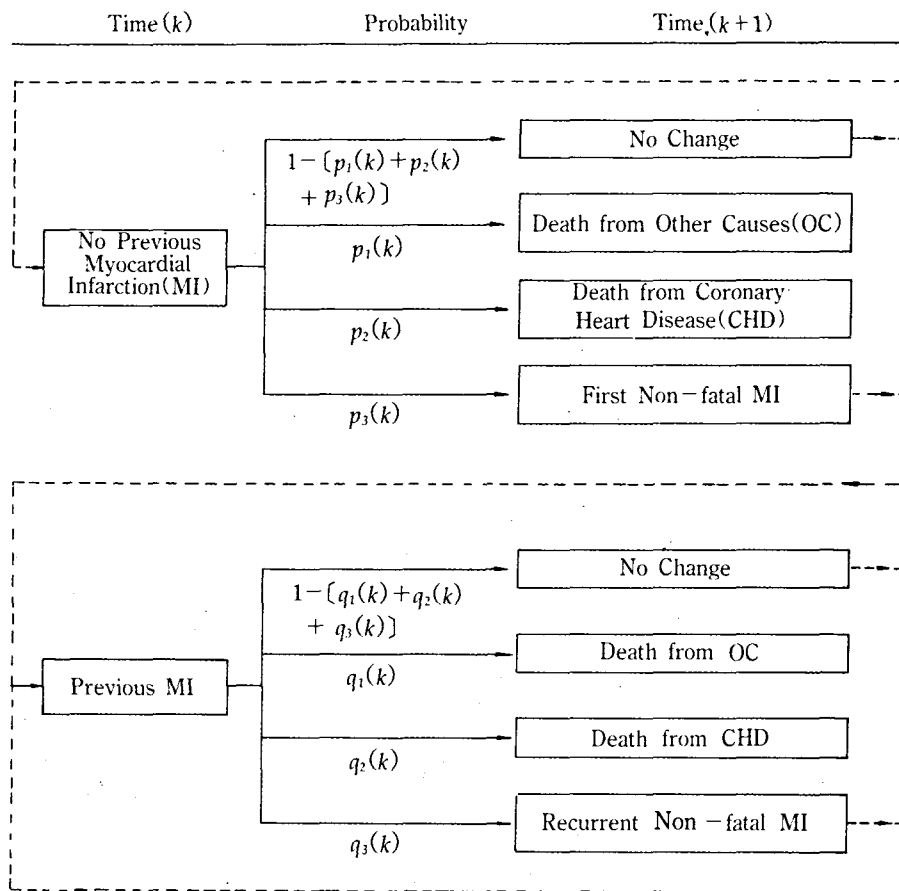 Time(k) Probability Time,(k+1)
No Change
1-[p₁(k)+p₂(k)
+ p₃(k)]
Death from Other Causes(OC)
p₁(k)
No Previous
Myocardial
Infarction(MI)
Death from Coronary
Heart Disease(CHD)
p₂(k)
First Non-fatal MI
p₃(k)
No Change
1-[q₁(k)+q₂(k)
+ q₃(k)]
Death from OC
q₁(k)
Previous MI
Death from CHD
q₂(k)
Recurrent Non-fatal MI
q₃(k)